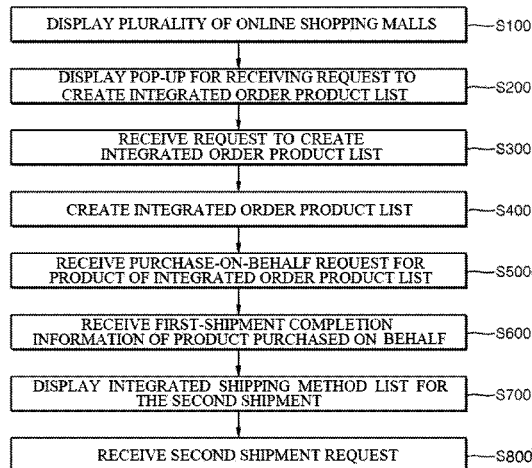 DISPLAY PLURALITY OF ONLINE SHOPPING MALLS
S100
DISPLAY POP-UP FOR RECEIVING REQUEST TO
CREATE INTEGRATED ORDER PRODUCT LIST
S200
RECEIVE REQUEST TO CREATE
INTEGRATED ORDER PRODUCT LIST
S300
CREATE INTEGRATED ORDER PRODUCT LIST
S400
RECEIVE PURCHASE-ON-BEHALF REQUEST FOR
PRODUCT OF INTEGRATED ORDER PRODUCT LIST
S500
RECEIVE FIRST-SHIPMENT COMPLETION
INFORMATION OF PRODUCT PURCHASED ON BEHALF
S600
DISPLAY INTEGRATED SHIPPING METHOD LIST FOR
THE SECOND SHIPMENT
S700
RECEIVE SECOND SHIPMENT REQUEST
S800